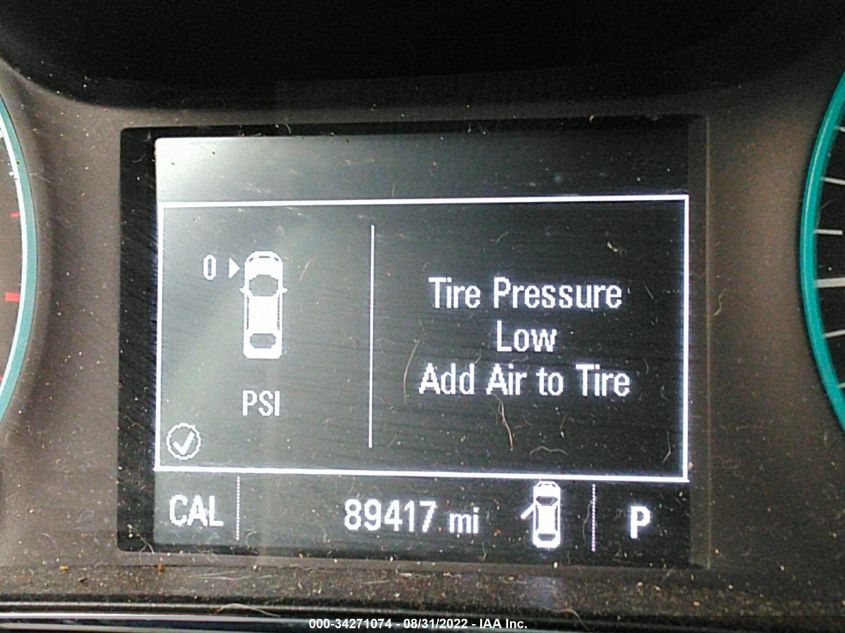 0
PSI
Tire Pressure
Low
Add Air to Tire
CAL 89417 mi P
000-34271074 - 08/31/2022 - IAA Inc.